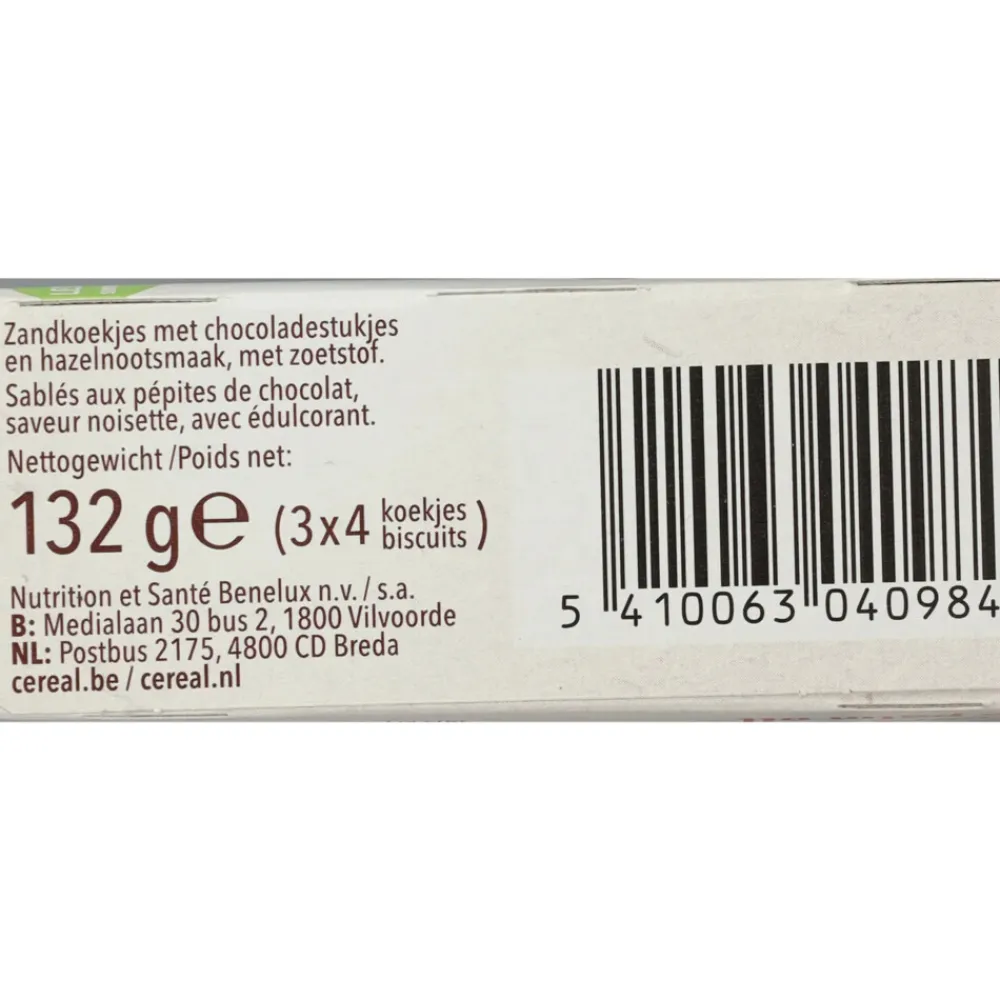 Zandkoekjes met chocoladestukjes
en hazelnootsmaak, met zoetstof.
Sablés aux pépites de chocolat,
saveur noisette, avec édulcorant.
Nettogewicht /Poids net:
132 g℮ (3x4 koekjes
biscuits )
Nutrition et Santé Benelux n.v. / s.a.
B: Medialaan 30 bus 2, 1800 Vilvoorde
NL: Postbus 2175, 4800 CD Breda
cereal.be / cereal.nl
5 410063 040984